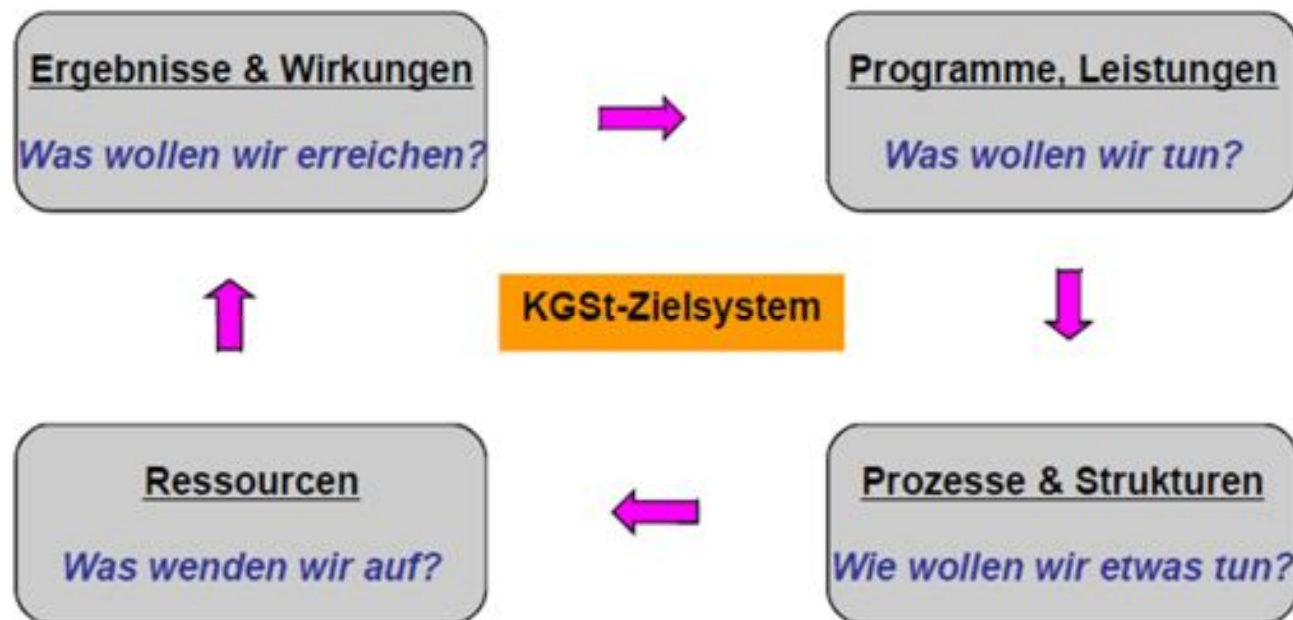 Ergebnisse & Wirkungen
Was wollen wir erreichen?
Programme, Leistungen
Was wollen wir tun?
KGSt-Zielsystem
Ressourcen
Was wenden wir auf?
Prozesse & Strukturen
Wie wollen wir etwas tun?